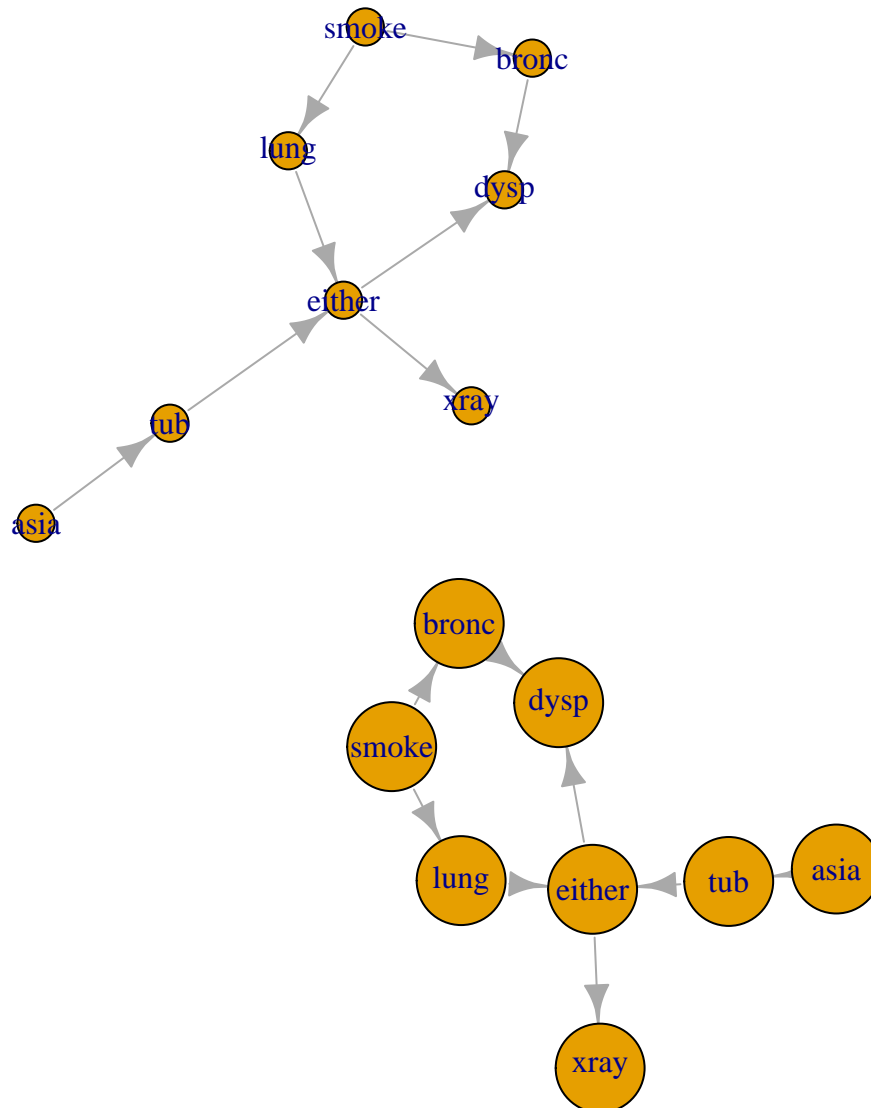 smoke
bronc
lung
dysp
either
xray
tub
asia
bronc
dysp
smoke
lung
either
tub
asia
xray